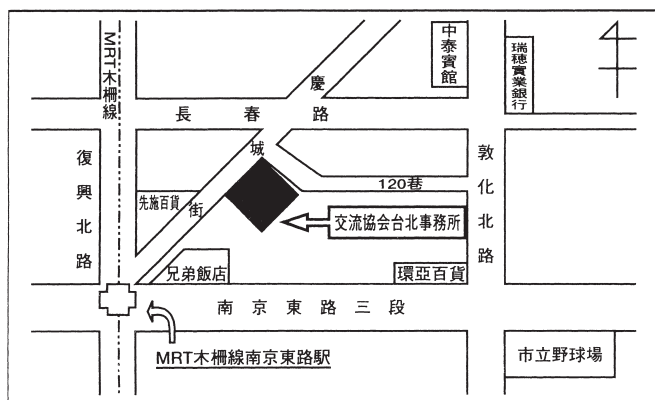 MRT木柵線
中泰賓館
瑞穂實業銀行
慶城街
長春路
復興北路
敦化北路
120巷
先施百貨
交流協会台北事務所
兄弟飯店
環亞百貨
南京東路三段
MRT木柵線南京東路駅
市立野球場